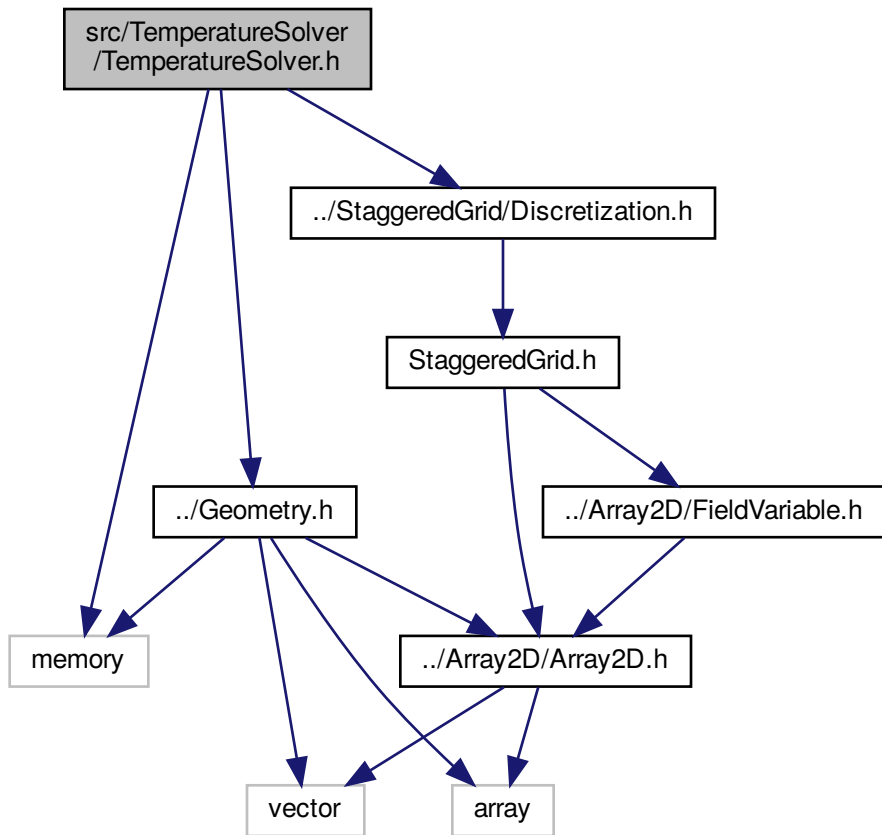 src/TemperatureSolver
/TemperatureSolver.h
../StaggeredGrid/Discretization.h
StaggeredGrid.h
../Geometry.h
../Array2D/FieldVariable.h
memory
../Array2D/Array2D.h
vector
array